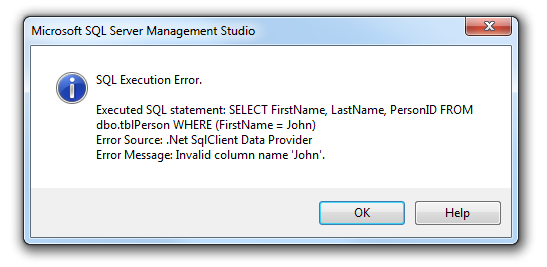 Microsoft SQL Server Management Studio
SQL Execution Error.
Executed SQL statement: SELECT FirstName, LastName, PersonID FROM
dbo.tblPerson WHERE (FirstName = John)
Error Source: .Net SqlClient Data Provider
Error Message: Invalid column name 'John'.
OK
Help